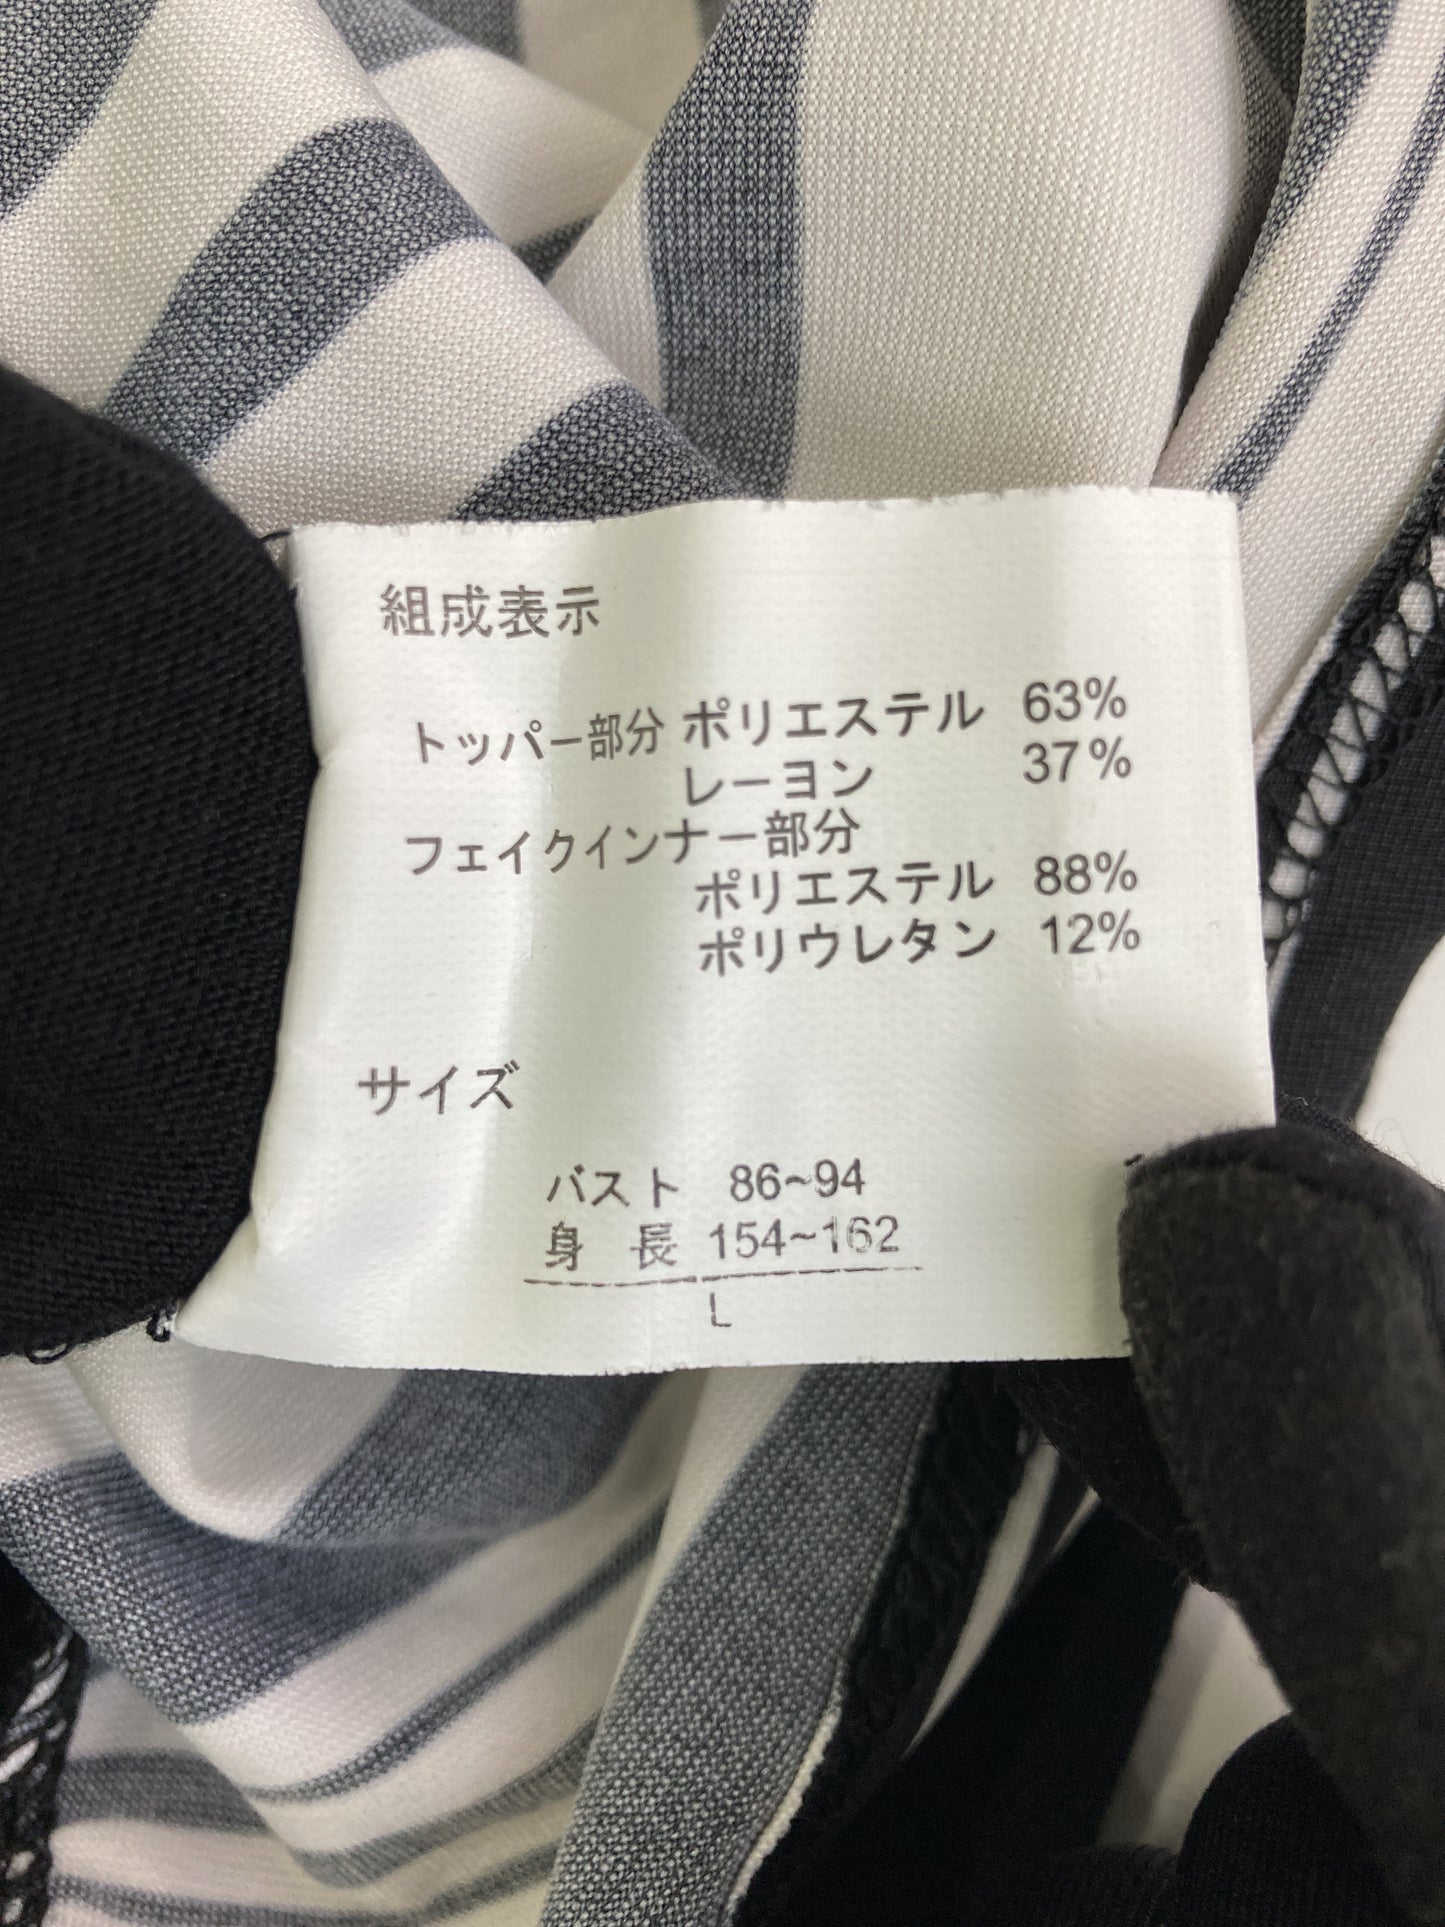 組成表示
トッパー部分 ポリエステル 63%
レーヨン 37%
フェイクインナー部分
ポリエステル 88%
ポリウレタン 12%
サイズ
バスト 86~94
身 長 154~162
L